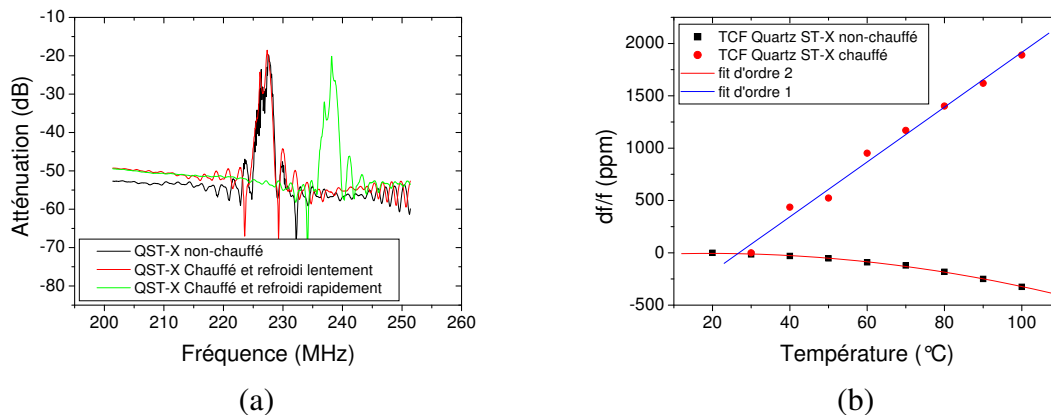 -10
-20
-30
-40
-50
-60
-70
-80
Atténuation (dB)
QST-X non-chauffé
QST-X Chauffé et refroidi lentement
QST-X Chauffé et refroidi rapidement
200 210 220 230 240 250 260
Fréquence (MHz)
(a)
2000
1500
1000
500
0
-500
df/f (ppm)
TCF Quartz ST-X non-chauffé
TCF Quartz ST-X chauffé
fit d'ordre 2
fit d'ordre 1
20 40 60 80 100
Température (°C)
(b)